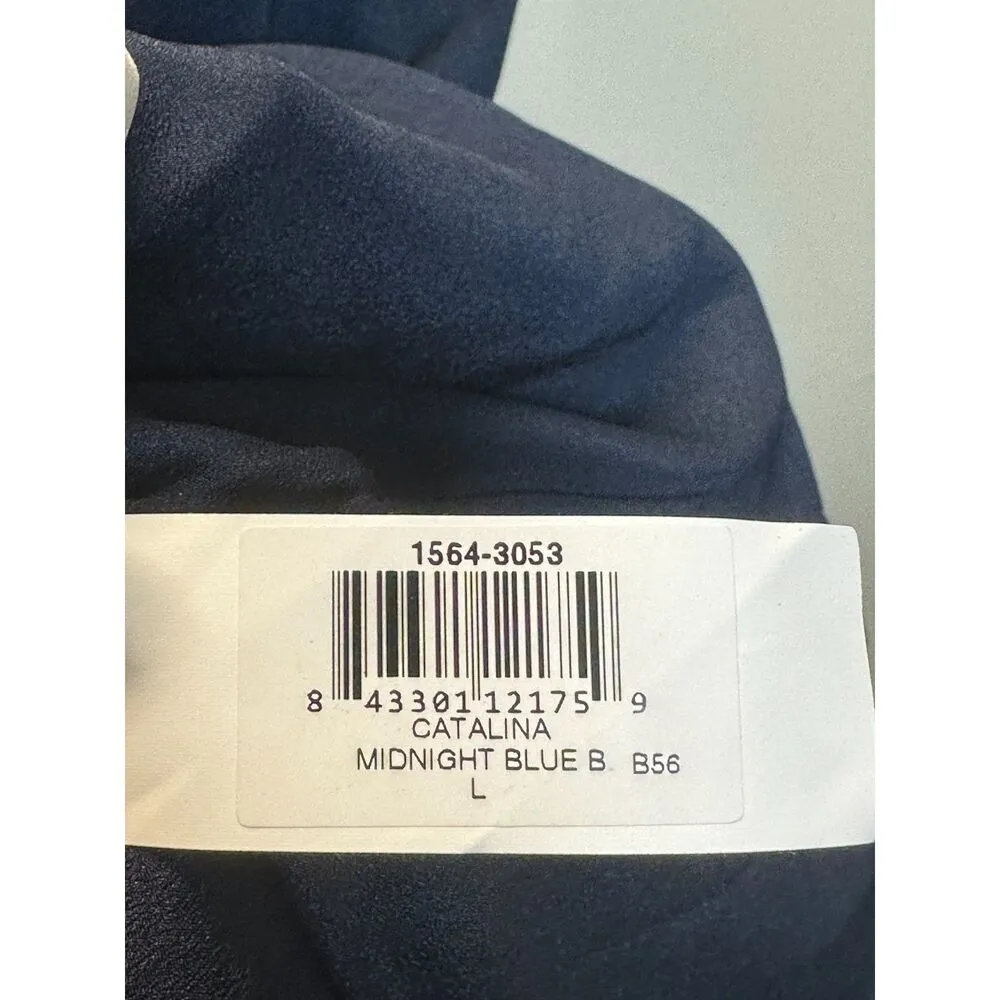 1564-3053
8 43301 12175 9
CATALINA
MIDNIGHT BLUE B. B56
L